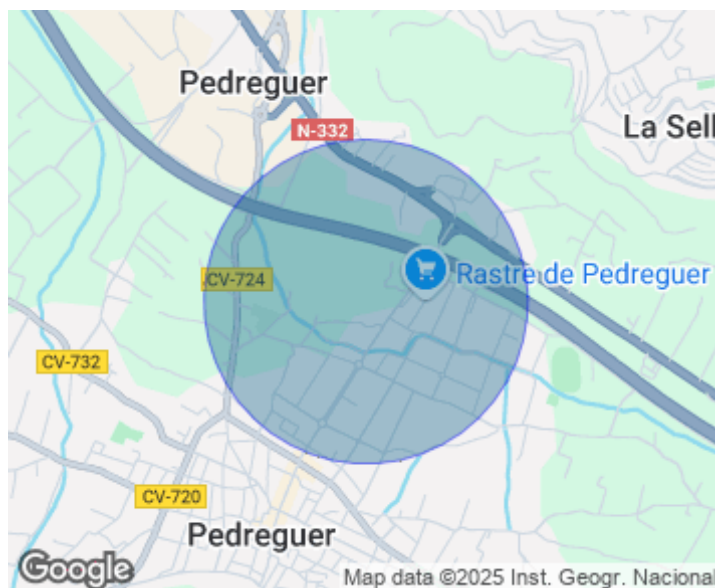 Pedreguer
N-332
La Sell
CV-724
Rastre de Pedreguer
CV-732
CV-720
Pedreguer
Google
Map data ©2025 Inst. Geogr. Nacional